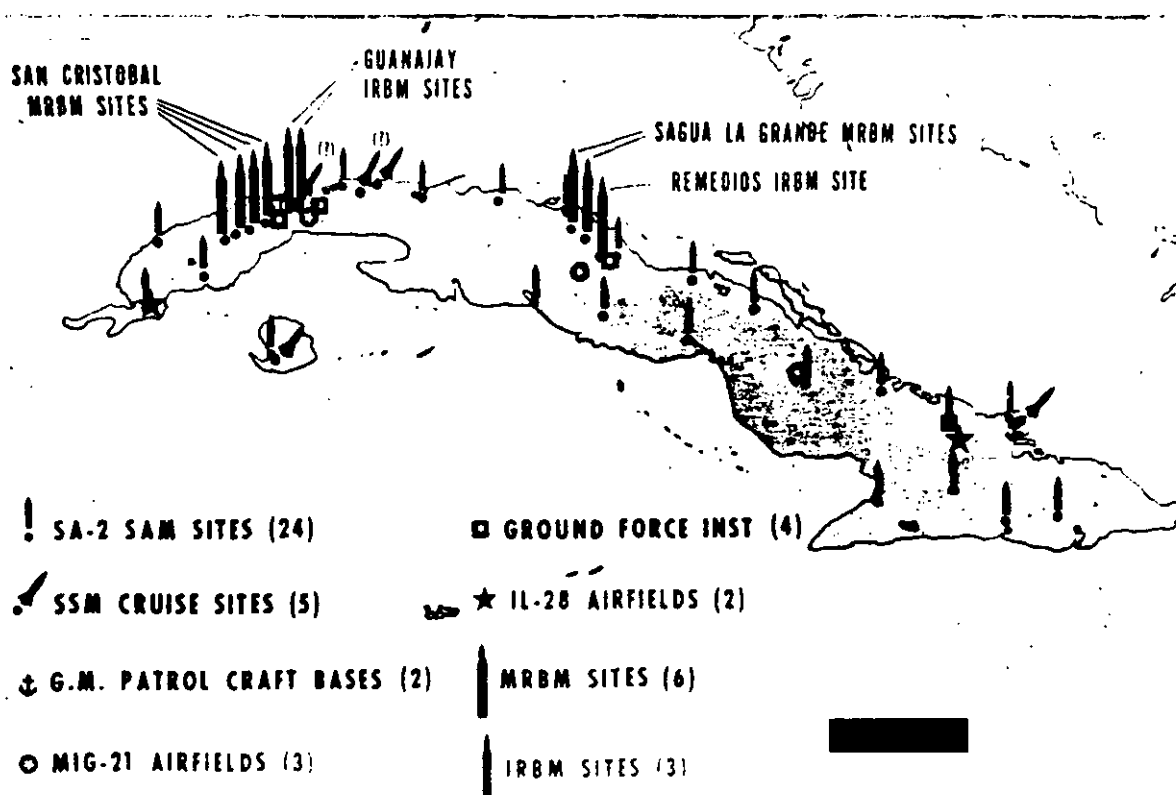 SAN CRISTOBAL
MRBM SITES
GUANAJAY
IRBM SITES
(?)
(?)
SAGUA LA GRANDE MRBM SITES
REMEDIOS IRBM SITE
SA-2 SAM SITES (24)
GROUND FORCE INST (4)
SSM CRUISE SITES (5)
IL-28 AIRFIELDS (2)
G.M. PATROL CRAFT BASES (2)
MRBM SITES (6)
MIG-21 AIRFIELDS (3)
IRBM SITES (3)